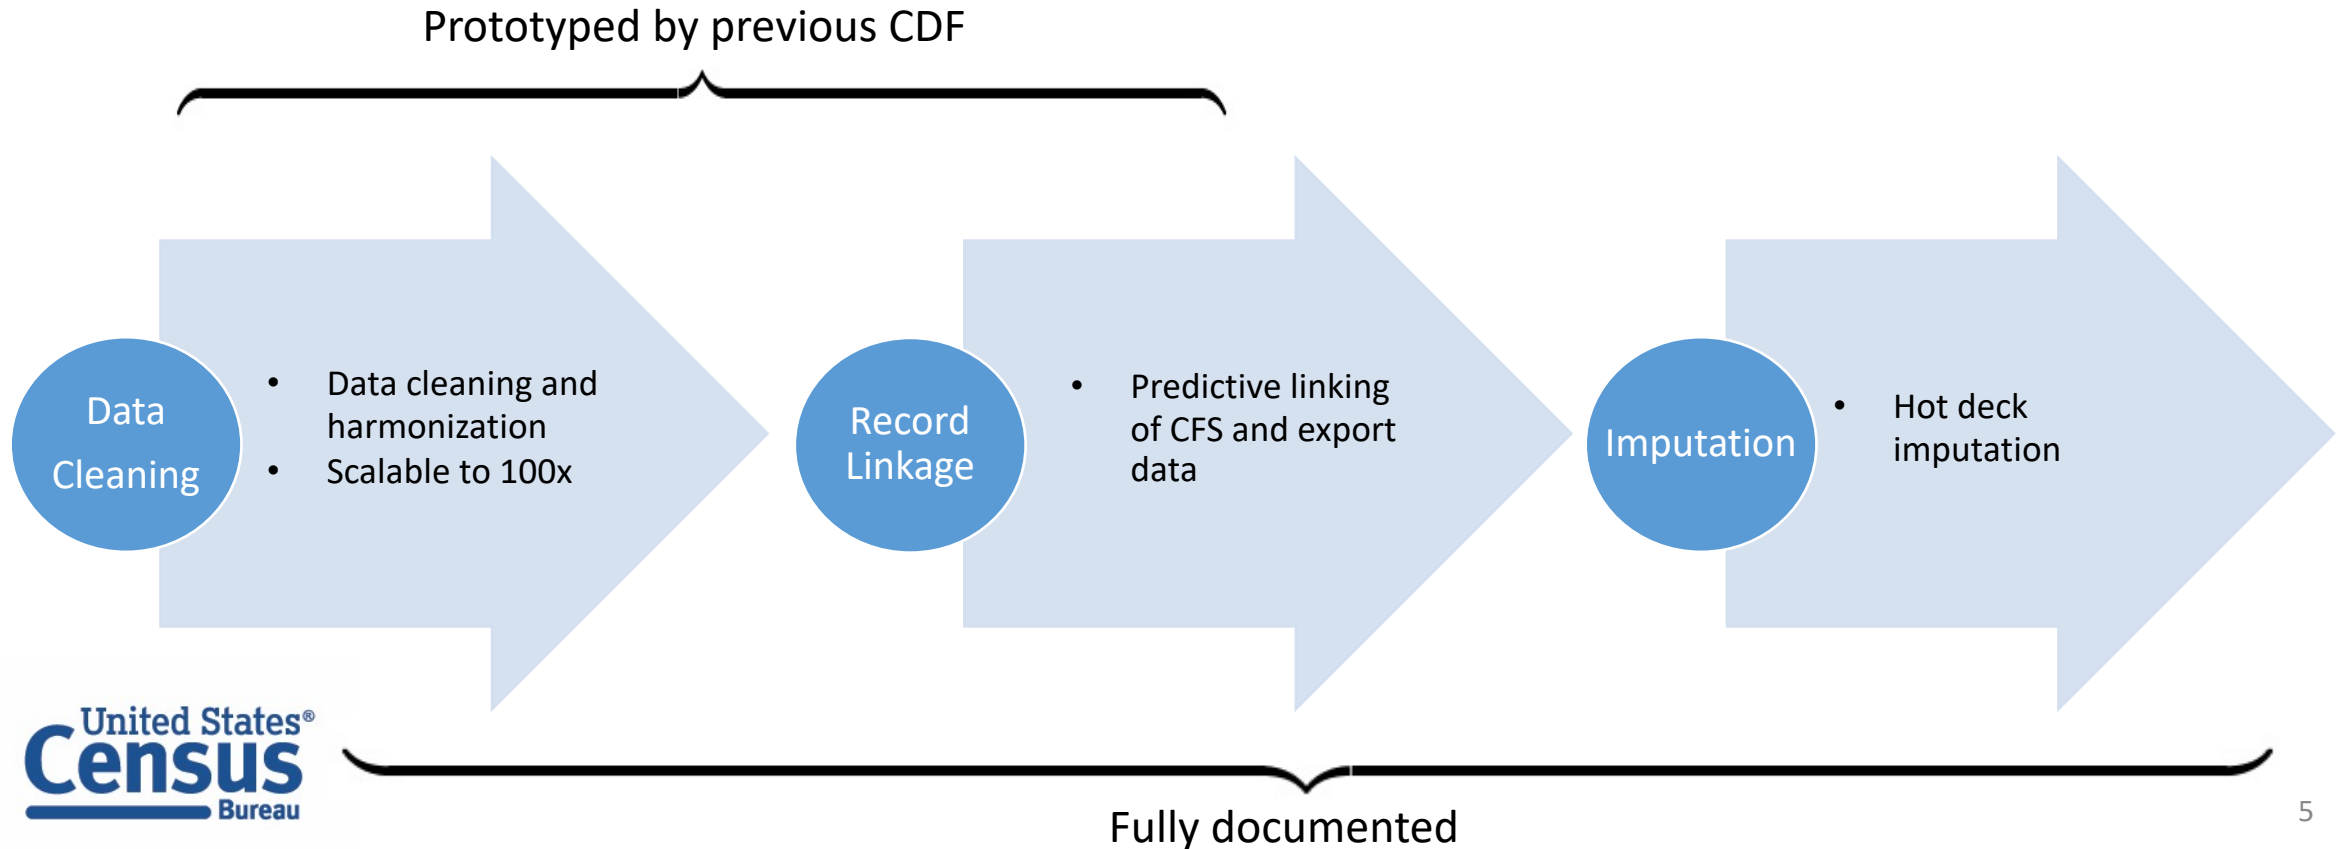 Prototyped by previous CDF
Data
Cleaning
• Data cleaning and
harmonization
• Scalable to 100x
Record
Linkage
• Predictive linking
of CFS and export
data
Imputation
• Hot deck
imputation
United States®
Census
Bureau
Fully documented
5